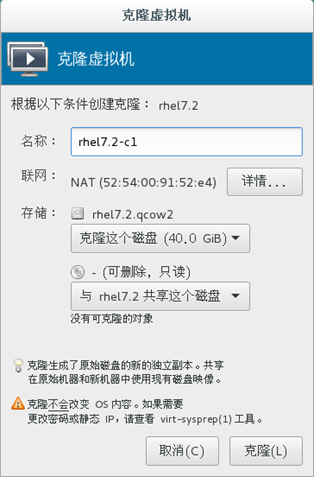 克隆虚拟机
克隆虚拟机
根据以下条件创建克隆： rhel7.2
名称： rhel7.2-c1
联网： NAT (52:54:00:91:52:e4) 详情...
存储： rhel7.2.qcow2
克隆这个磁盘 (40.0 GiB)
- (可删除，只读)
与 rhel7.2 共享这个磁盘
没有可克隆的对象
克隆生成了原始磁盘的新的独立副本。共享
在原始机器和新机器中使用现有磁盘映像。
克隆不会改变 OS 内容。如果需要
更改密码或静态 IP，请查看 virt-sysprep(1) 工具。
取消(C) 克隆(L)